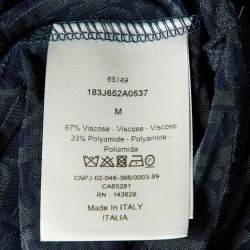 65149
183J652A0537
M
67% Viscose - Viscose - Viscose
33% Polyamide - Polyamide -
Poliamida
CNPJ 02-046-366/0003-99
CA55281
RN : 143628
Made In ITALY
ITALIA